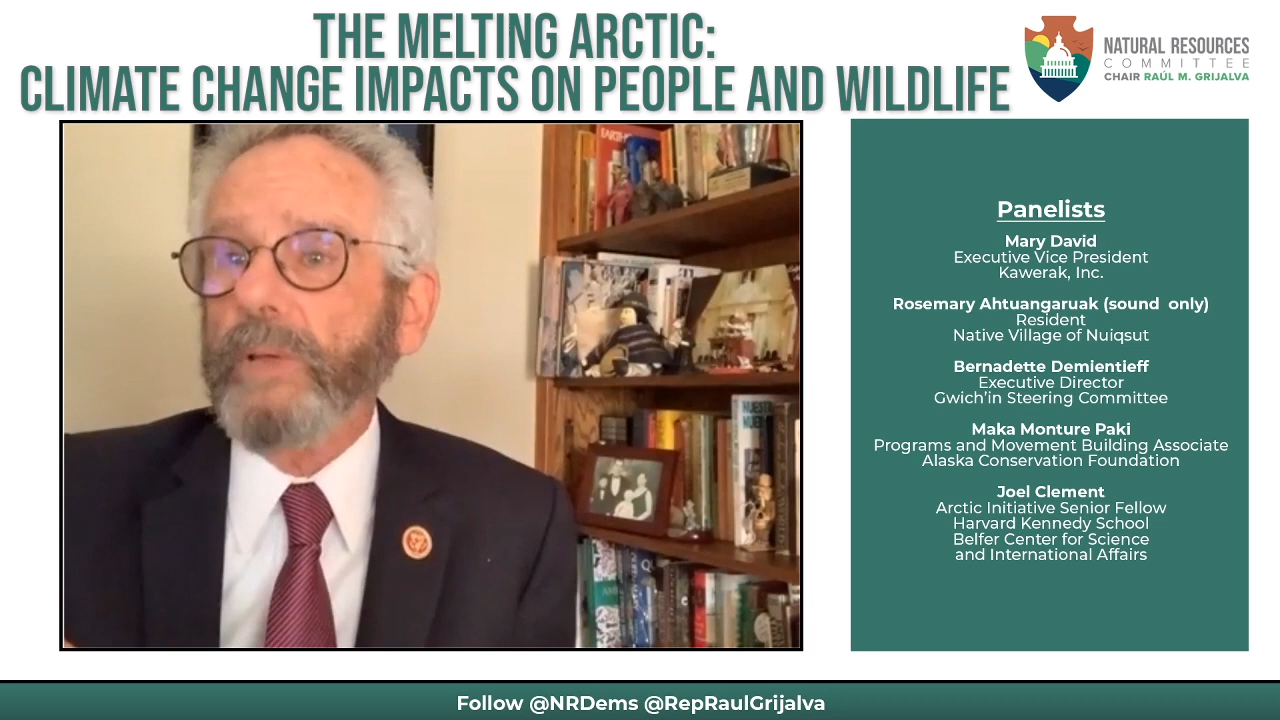 THE MELTING ARCTIC:
CLIMATE CHANGE IMPACTS ON PEOPLE AND WILDLIFE
NATURAL RESOURCES
COMMITTEE
CHAIR RAÚL M. GRIJALVA
EARTH
Panelists
Mary David
Executive Vice President
Kawerak, Inc.
Rosemary Ahtuangaruak (sound only)
Resident
Native Village of Nuiqsut
Bernadette Demientieff
Executive Director
Gwich’in Steering Committee
Maka Monture Paki
Programs and Movement Building Associate
Alaska Conservation Foundation
Joel Clement
Arctic Initiative Senior Fellow
Harvard Kennedy School
Belfer Center for Science
and International Affairs
Follow @NRDems @RepRaulGrijalva